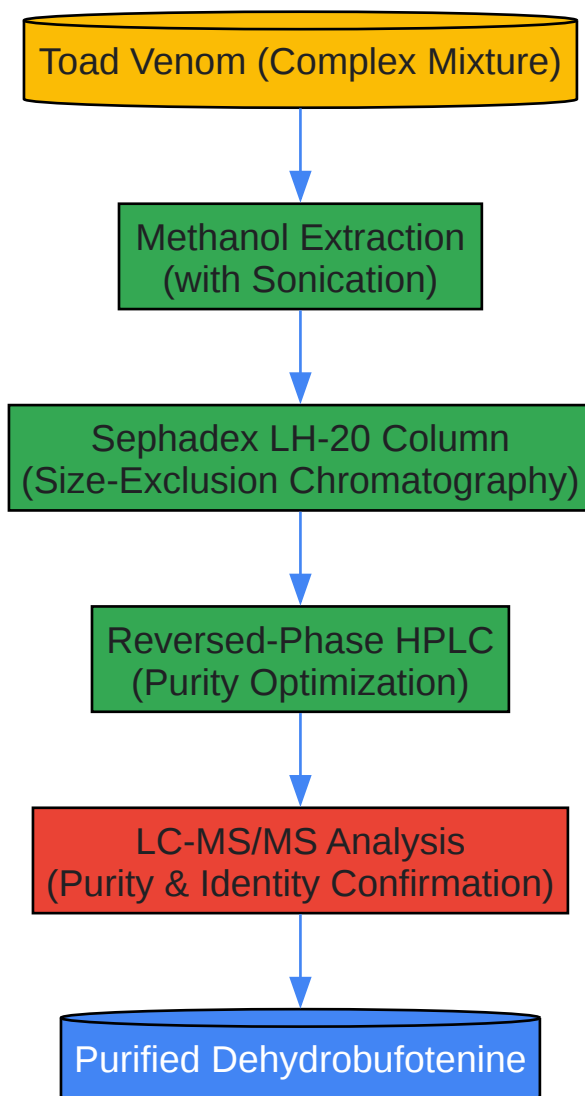 Toad Venom (Complex Mixture)
Methanol Extraction
(with Sonication)
Sephadex LH-20 Column
(Size-Exclusion Chromatography)
Reversed-Phase HPLC
(Purity Optimization)
LC-MS/MS Analysis
(Purity & Identity Confirmation)
Purified Dehydrobufotenine